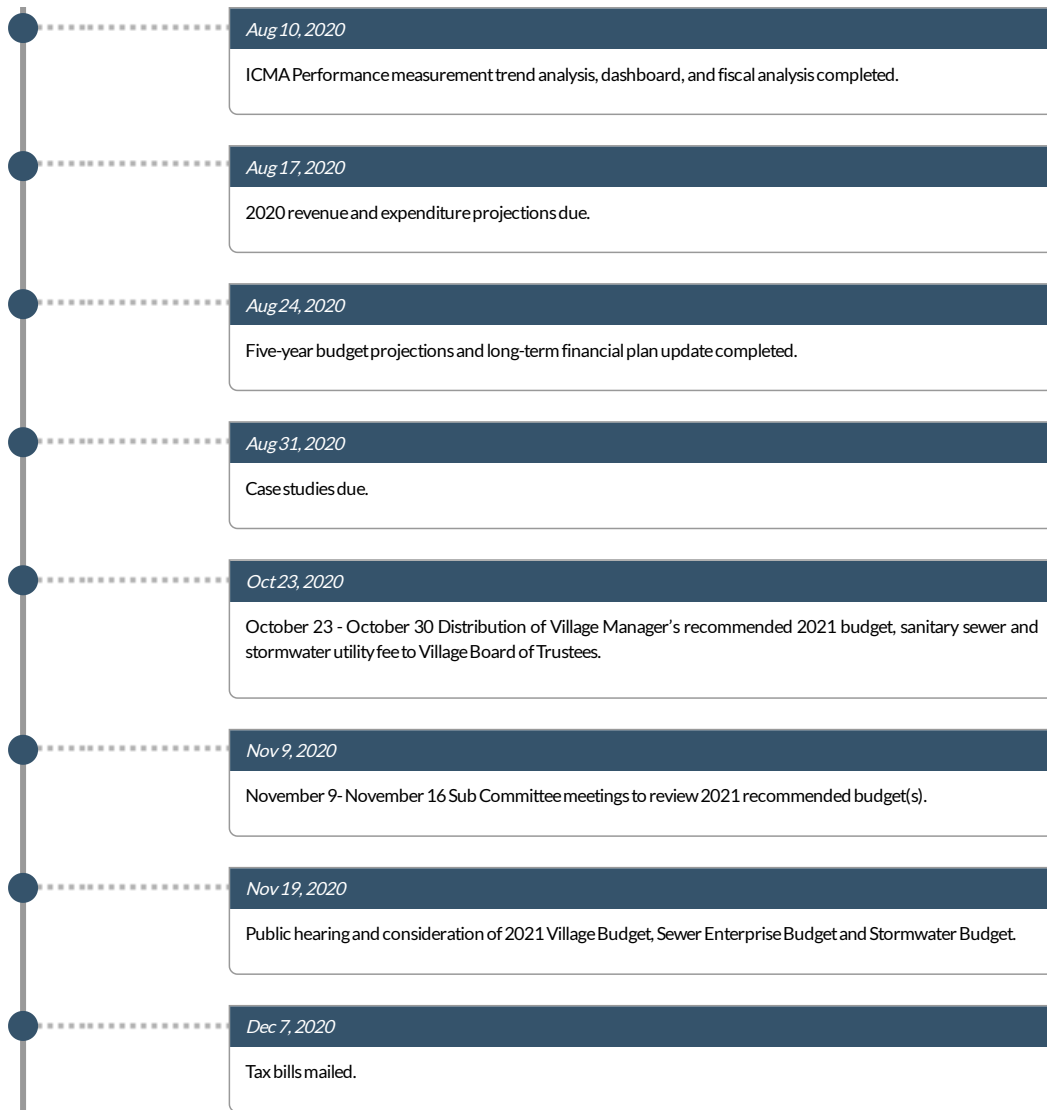 Aug 10, 2020
ICMA Performance measurement trend analysis, dashboard, and fiscal analysis completed.
Aug 17, 2020
2020 revenue and expenditure projections due.
Aug 24, 2020
Five-year budget projections and long-term financial plan update completed.
Aug 31, 2020
Case studies due.
Oct 23, 2020
October 23 - October 30 Distribution of Village Manager’s recommended 2021 budget, sanitary sewer and
stormwater utility fee to Village Board of Trustees.
Nov 9, 2020
November 9- November 16 Sub Committee meetings to review 2021 recommended budget(s).
Nov 19, 2020
Public hearing and consideration of 2021 Village Budget, Sewer Enterprise Budget and Stormwater Budget.
Dec 7, 2020
Tax bills mailed.